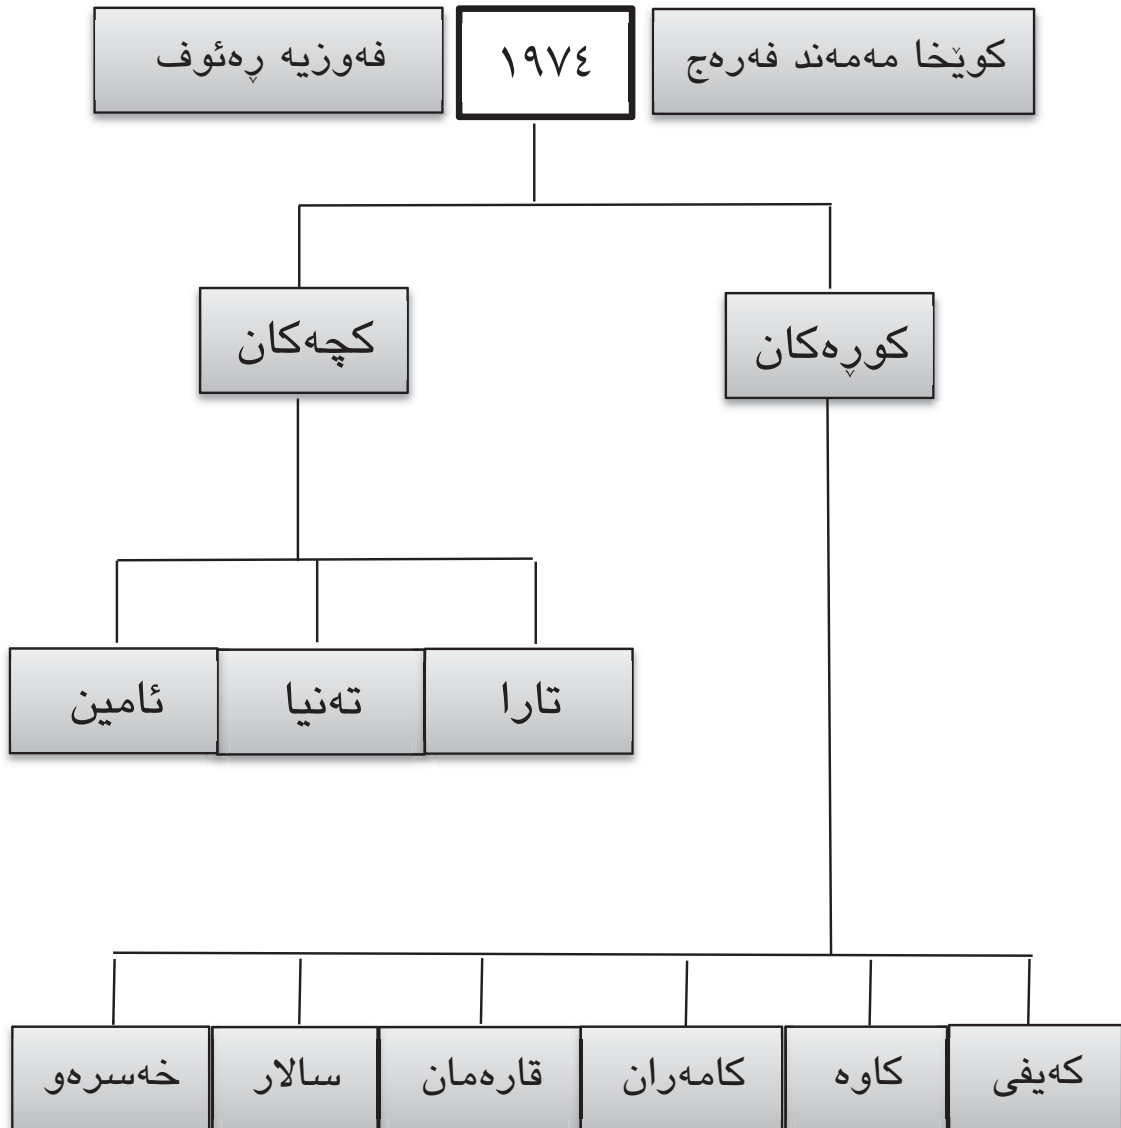 کوێخا مەمەند فەرەج
١٩٧٤
فەوزیە ڕەئوف
کوڕەکان
کچەکان
تارا
تەنیا
ئامین
کەیفی
کاوە
کامەران
قارەمان
سالار
خەسرەو